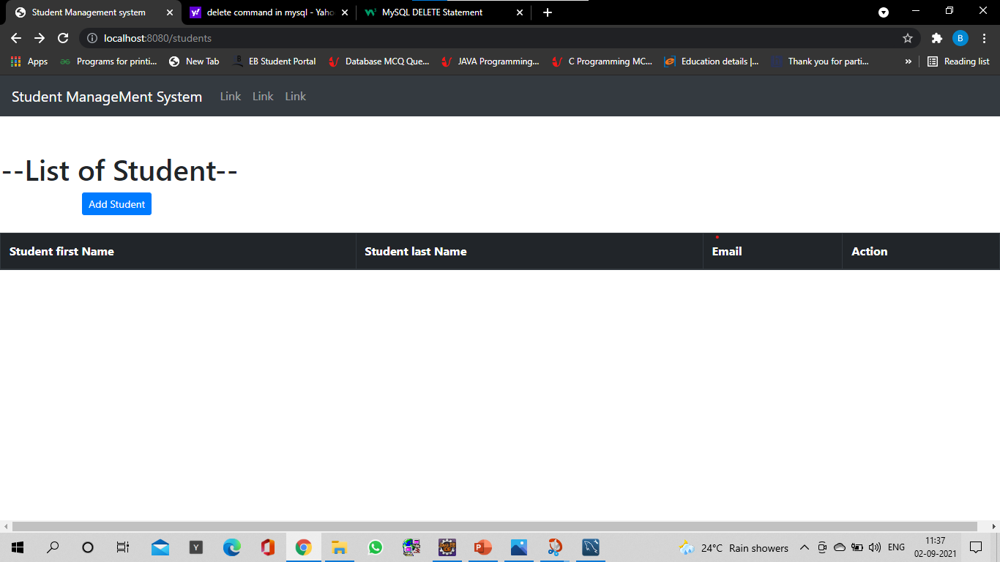 Student Management system
delete command in mysql - Yaho
MySQL DELETE Statement
localhost:8080/students
B
Apps
Programs for printi...
New Tab
EB Student Portal
Database MCQ Que...
JAVA Programming...
C Programming MC...
Education details |...
Thank you for parti...
»
Reading list
Student ManageMent System
Link
Link
Link
--List of Student--
Add Student
Student first Name
Student last Name
Email
Action
24°C Rain showers
ENG
11:37
02-09-2021